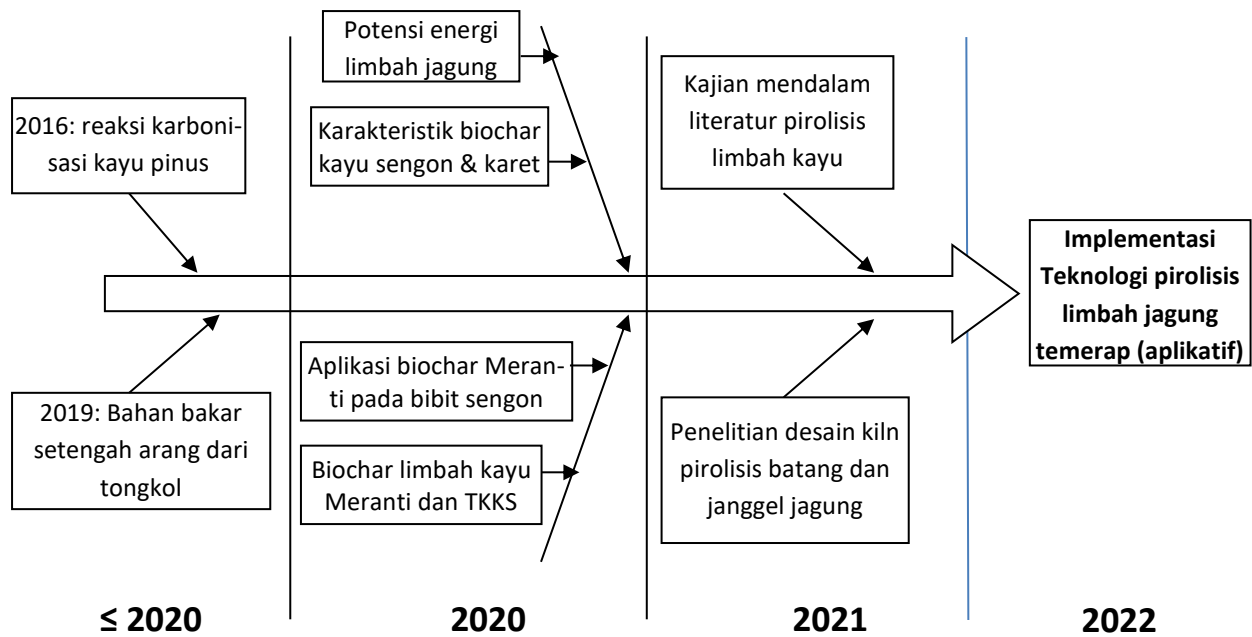 2016: reaksi karboni-
sasi kayu pinus
2019: Bahan bakar
setengah arang dari
tongkol
Potensi energi
limbah jagung
Karakteristik biochar
kayu sengon & karet
Aplikasi biochar Meran-
ti pada bibit sengon
Biochar limbah kayu
Meranti dan TKKS
Kajian mendalam
literatur pirolisis
limbah kayu
Penelitian desain kiln
pirolisis batang dan
janggel jagung
Implementasi
Teknologi pirolisis
limbah jagung
temerap (aplikatif)
≤ 2020
2020
2021
2022